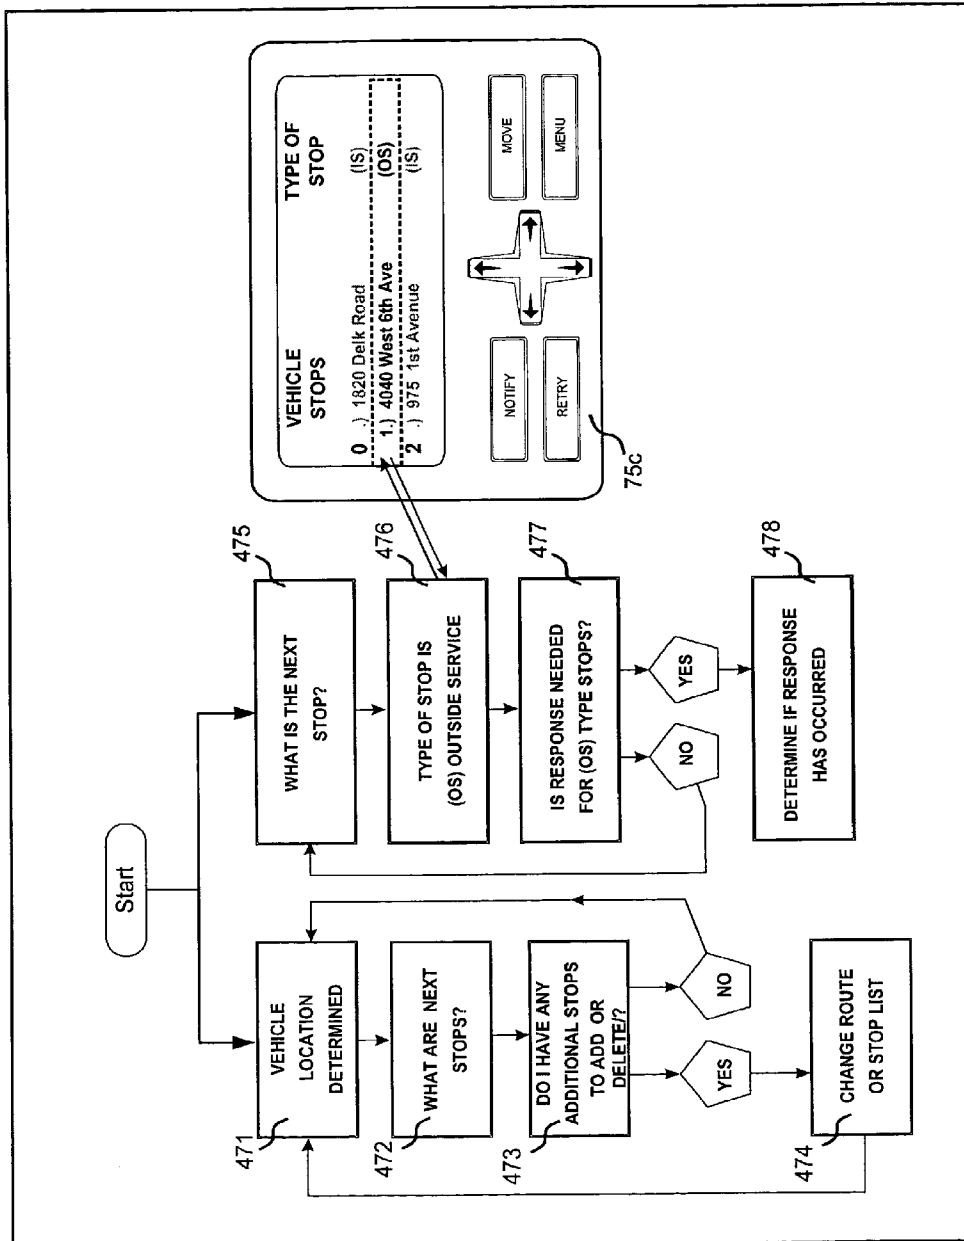 Start
471
VEHICLE
LOCATION
DETERMINED
472
WHAT ARE NEXT
STOPS?
473
DO I HAVE ANY
ADDITIONAL STOPS
TO ADD OR
DELETE/?
YES
NO
474
CHANGE ROUTE
OR STOP LIST
475
WHAT IS THE NEXT
STOP?
476
TYPE OF STOP IS
(OS) OUTSIDE SERVICE
477
IS RESPONSE NEEDED
FOR (OS) TYPE STOPS?
NO
YES
478
DETERMINE IF RESPONSE
HAS OCCURRED
VEHICLE STOPS
TYPE OF STOP
0 .) 1820 Delk Road (IS)
1.) 4040 West 6th Ave (OS)
2 .) 975 1st Avenue (IS)
NOTIFY
MOVE
RETRY
MENU
75c